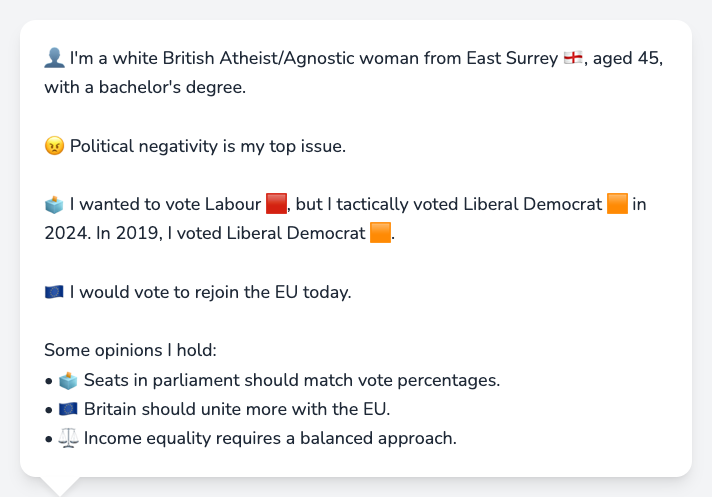 👤 I'm a white British Atheist/Agnostic woman from East Surrey 🏴󠁧󠁢󠁥󠁮󠁧󠁿, aged 45,
with a bachelor's degree.
😠 Political negativity is my top issue.
🗳️ I wanted to vote Labour 🟥, but I tactically voted Liberal Democrat 🟧 in
2024. In 2019, I voted Liberal Democrat 🟧.
🇪🇺 I would vote to rejoin the EU today.
Some opinions I hold:
• 🗳️ Seats in parliament should match vote percentages.
• 🇪🇺 Britain should unite more with the EU.
• ⚖️ Income equality requires a balanced approach.